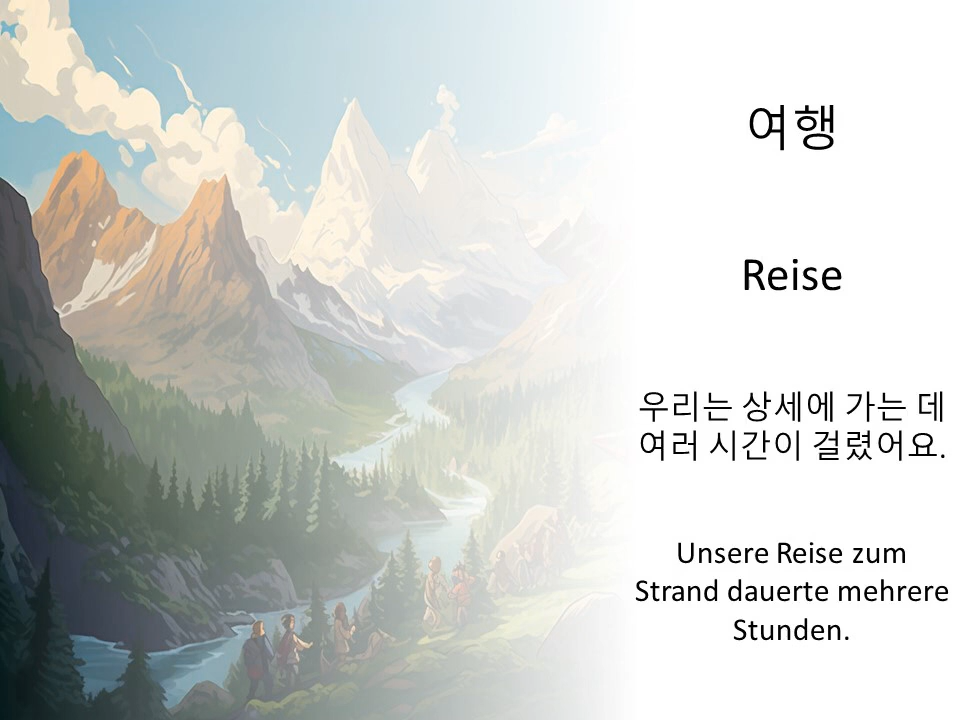 여행
Reise
우리는 상세에 가는 데
여러 시간이 걸렸어요.
Unsere Reise zum
Strand dauerte mehrere
Stunden.